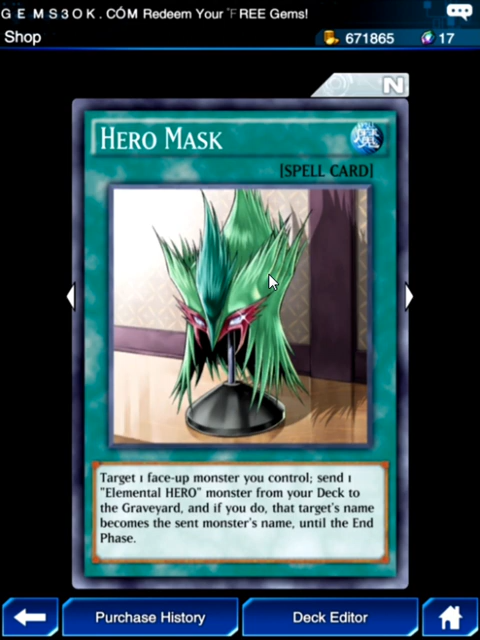 G E M S 3 O K . CÓM Redeem Your FREE Gems!
Shop
671865
17
N
HERO MASK
[SPELL CARD]
Target 1 face-up monster you control; send 1
"Elemental HERO" monster from your Deck to
the Graveyard, and if you do, that target's name
becomes the sent monster's name, until the End
Phase.
Purchase History
Deck Editor